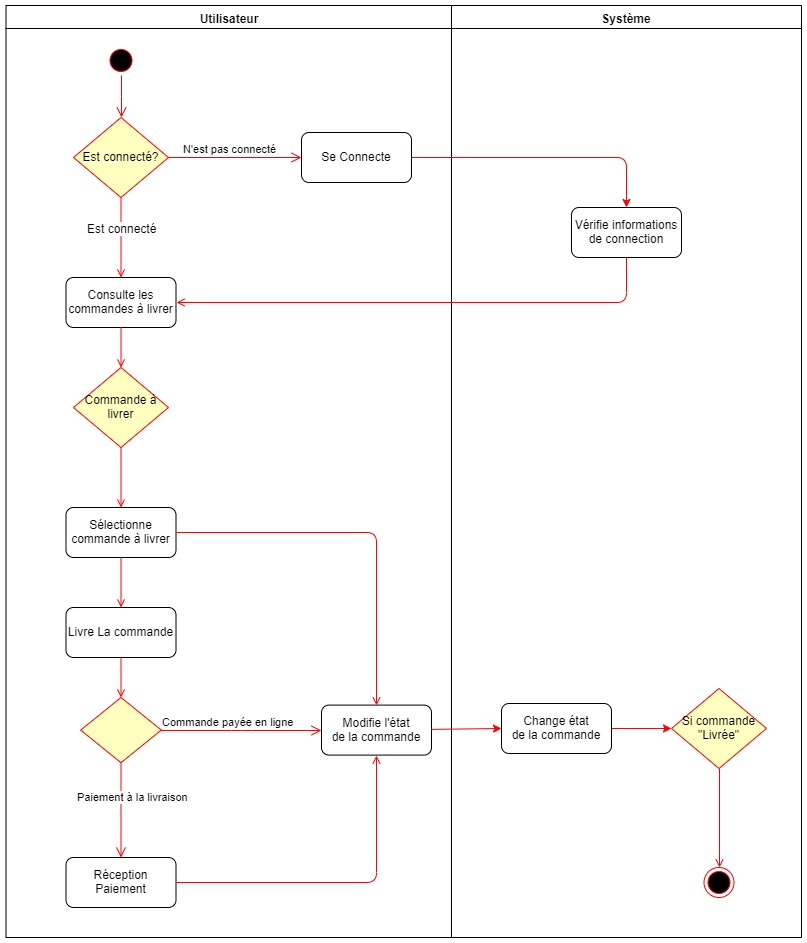 Utilisateur
Système
Est connecté?
N'est pas connecté
Se Connecte
Vérifie informations
de connection
Est connecté
Consulte les
commandes à livrer
Commande à
livrer
Sélectionne
commande à livrer
Livre La commande
Commande payée en ligne
Modifie l'état
de la commande
Change état
de la commande
Si commande
"Livrée"
Paiement à la livraison
Réception
Paiement